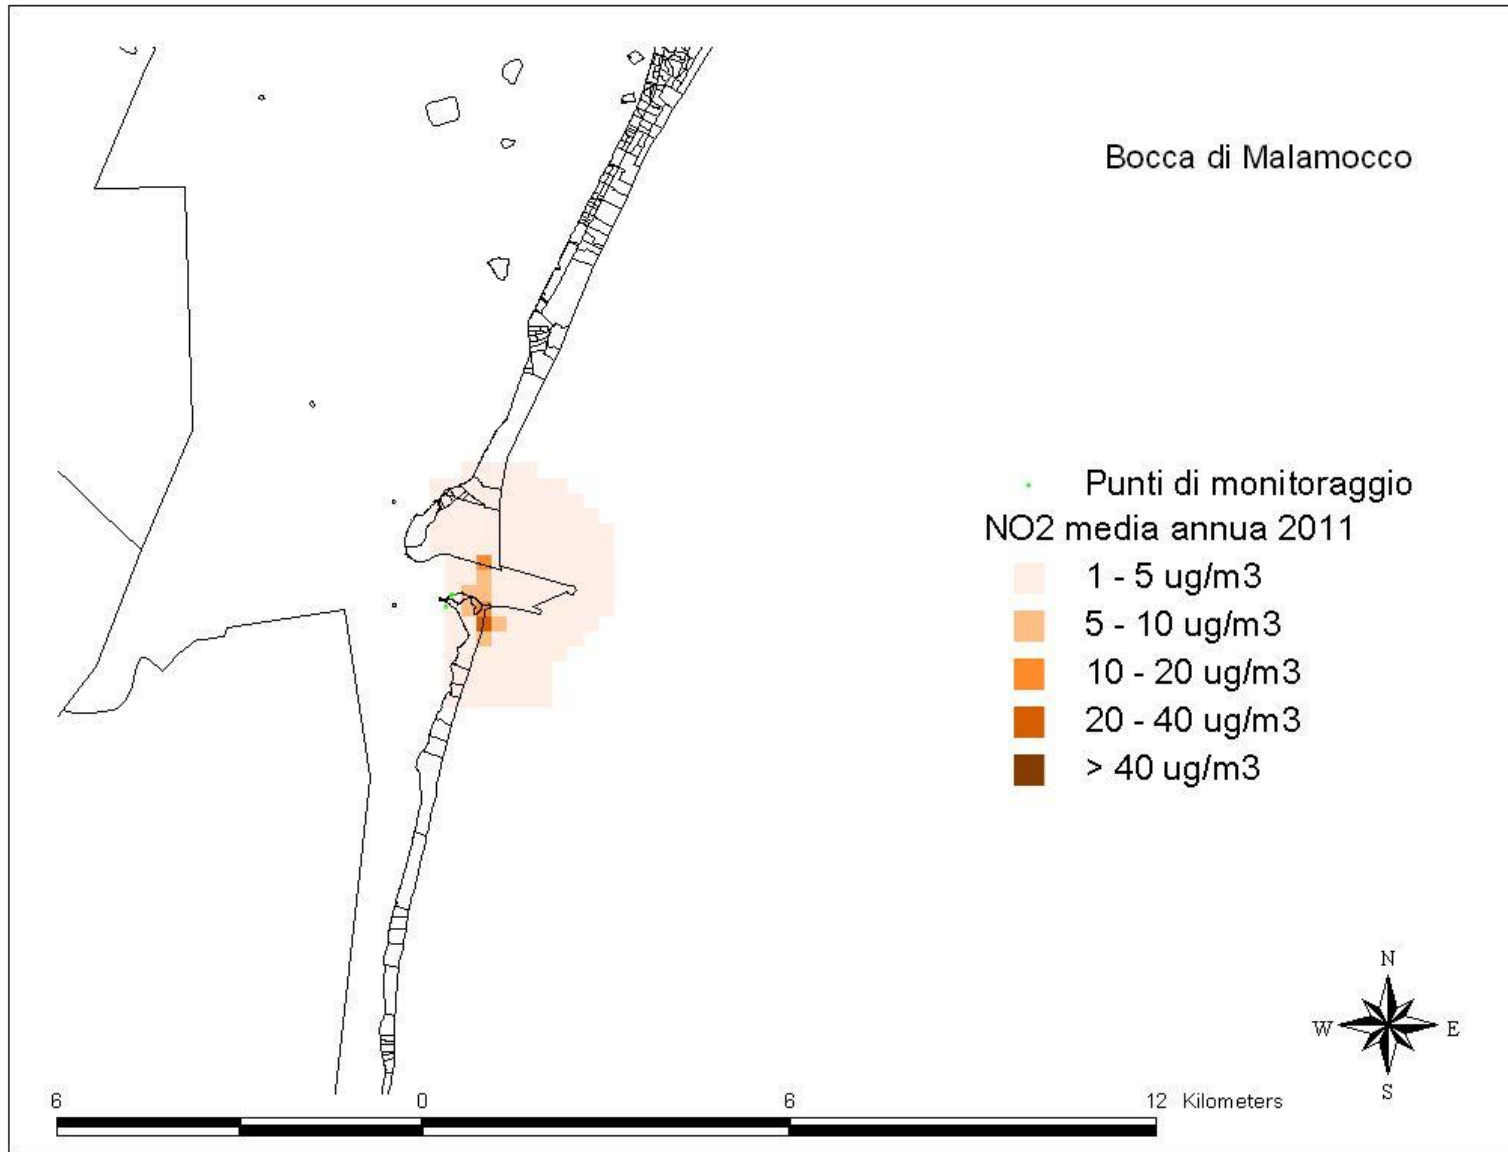 Bocca di Malamocco
Punti di monitoraggio
NO2 media annua 2011
1 - 5 ug/m3
5 - 10 ug/m3
10 - 20 ug/m3
20 - 40 ug/m3
> 40 ug/m3
N
W E
S
6 0 6 12 Kilometers